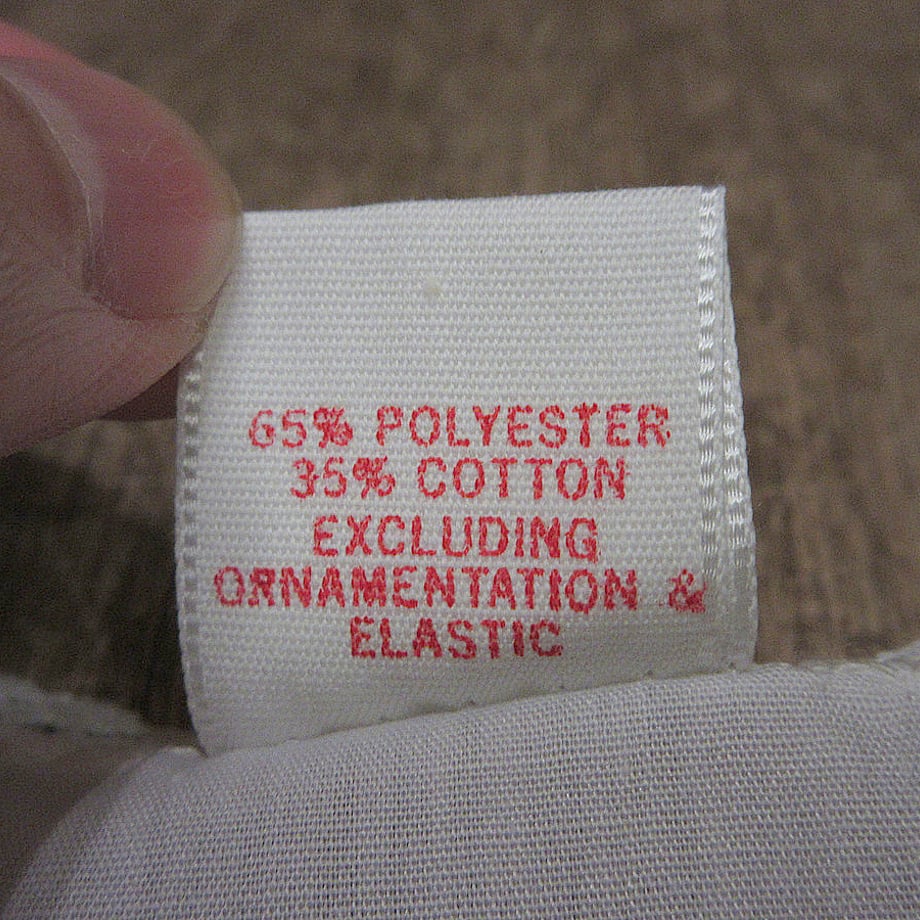 65% POLYESTER
35% COTTON
EXCLUDING
ORNAMENTATION &
ELASTIC